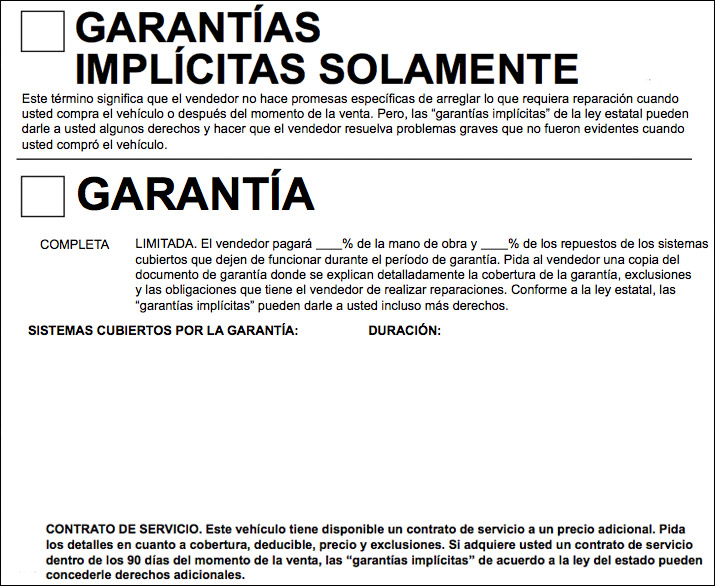 GARANTÍAS
IMPLÍCITAS SOLAMENTE
Este término significa que el vendedor no hace promesas específicas de arreglar lo que requiera reparación cuando
usted compra el vehículo o después del momento de la venta. Pero, las “garantías implícitas” de la ley estatal pueden
darle a usted algunos derechos y hacer que el vendedor resuelva problemas graves que no fueron evidentes cuando
usted compró el vehículo.
GARANTÍA
COMPLETA LIMITADA. El vendedor pagará ____% de la mano de obra y ____% de los repuestos de los sistemas
cubiertos que dejen de funcionar durante el período de garantía. Pida al vendedor una copia del
documento de garantía donde se explican detalladamente la cobertura de la garantía, exclusiones
y las obligaciones que tiene el vendedor de realizar reparaciones. Conforme a la ley estatal, las
“garantías implícitas” pueden darle a usted incluso más derechos.
SISTEMAS CUBIERTOS POR LA GARANTÍA: DURACIÓN:
CONTRATO DE SERVICIO. Este vehículo tiene disponible un contrato de servicio a un precio adicional. Pida
los detalles en cuanto a cobertura, deducible, precio y exclusiones. Si adquiere usted un contrato de servicio
dentro de los 90 días del momento de la venta, las “garantías implícitas” de acuerdo a la ley del estado pueden
concederle derechos adicionales.